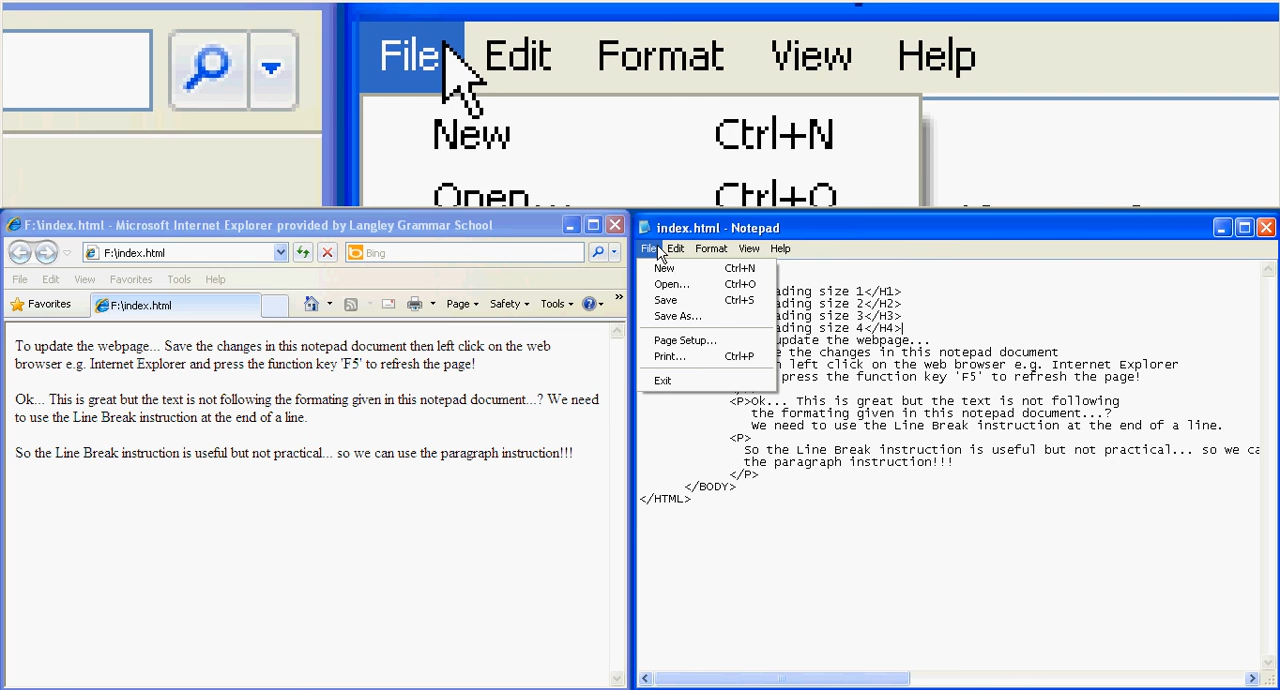 File Edit Format View Help
New Ctrl+N
Open... Ctrl+O
F:\index.html - Microsoft Internet Explorer provided by Langley Grammar School
F:\index.html
Bing
File Edit View Favorites Tools Help
Favorites
F:\index.html
Page Safety Tools
To update the webpage... Save the changes in this notepad document then left click on the web
browser e.g. Internet Explorer and press the function key 'F5' to refresh the page!
Ok... This is great but the text is not following the formating given in this notepad document...? We need
to use the Line Break instruction at the end of a line.
So the Line Break instruction is useful but not practical... so we can use the paragraph instruction!!!
index.html - Notepad
File Edit Format View Help
New Ctrl+N
Open... Ctrl+O
Save Ctrl+S
Save As...
Page Setup...
Print... Ctrl+P
Exit
size 1</H1>
size 2</H2>
size 3</H3>
size 4</H4>
update the webpage...
the changes in this notepad document
left click on the web browser e.g. Internet Explorer
press the function key 'F5' to refresh the page!
<P>Ok... This is great but the text is not following
the formating given in this notepad document...?
We need to use the Line Break instruction at the end of a line.
<P>
So the Line Break instruction is useful but not practical... so we
the paragraph instruction!!!
</P>
</BODY>
</HTML>